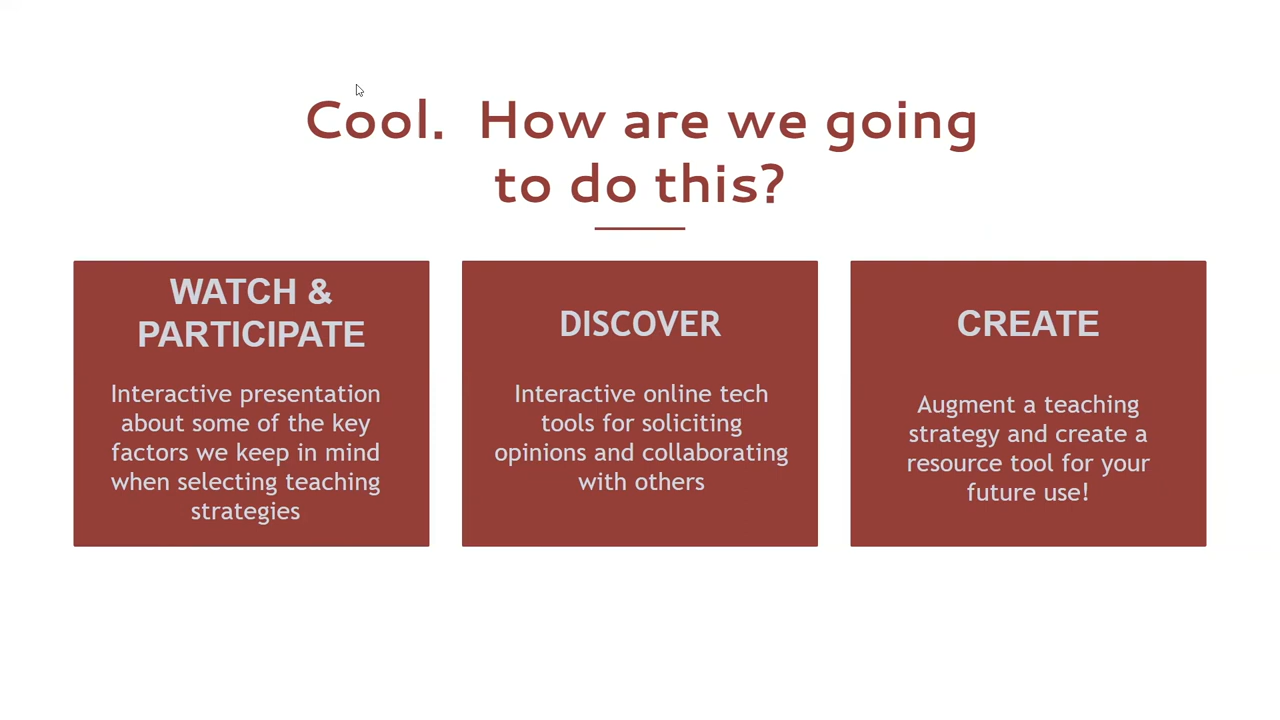 Cool.  How are we going
to do this?
WATCH &
PARTICIPATE
Interactive presentation
about some of the key
factors we keep in mind
when selecting teaching
strategies
DISCOVER
Interactive online tech
tools for soliciting
opinions and collaborating
with others
CREATE
Augment a teaching
strategy and create a
resource tool for your
future use!